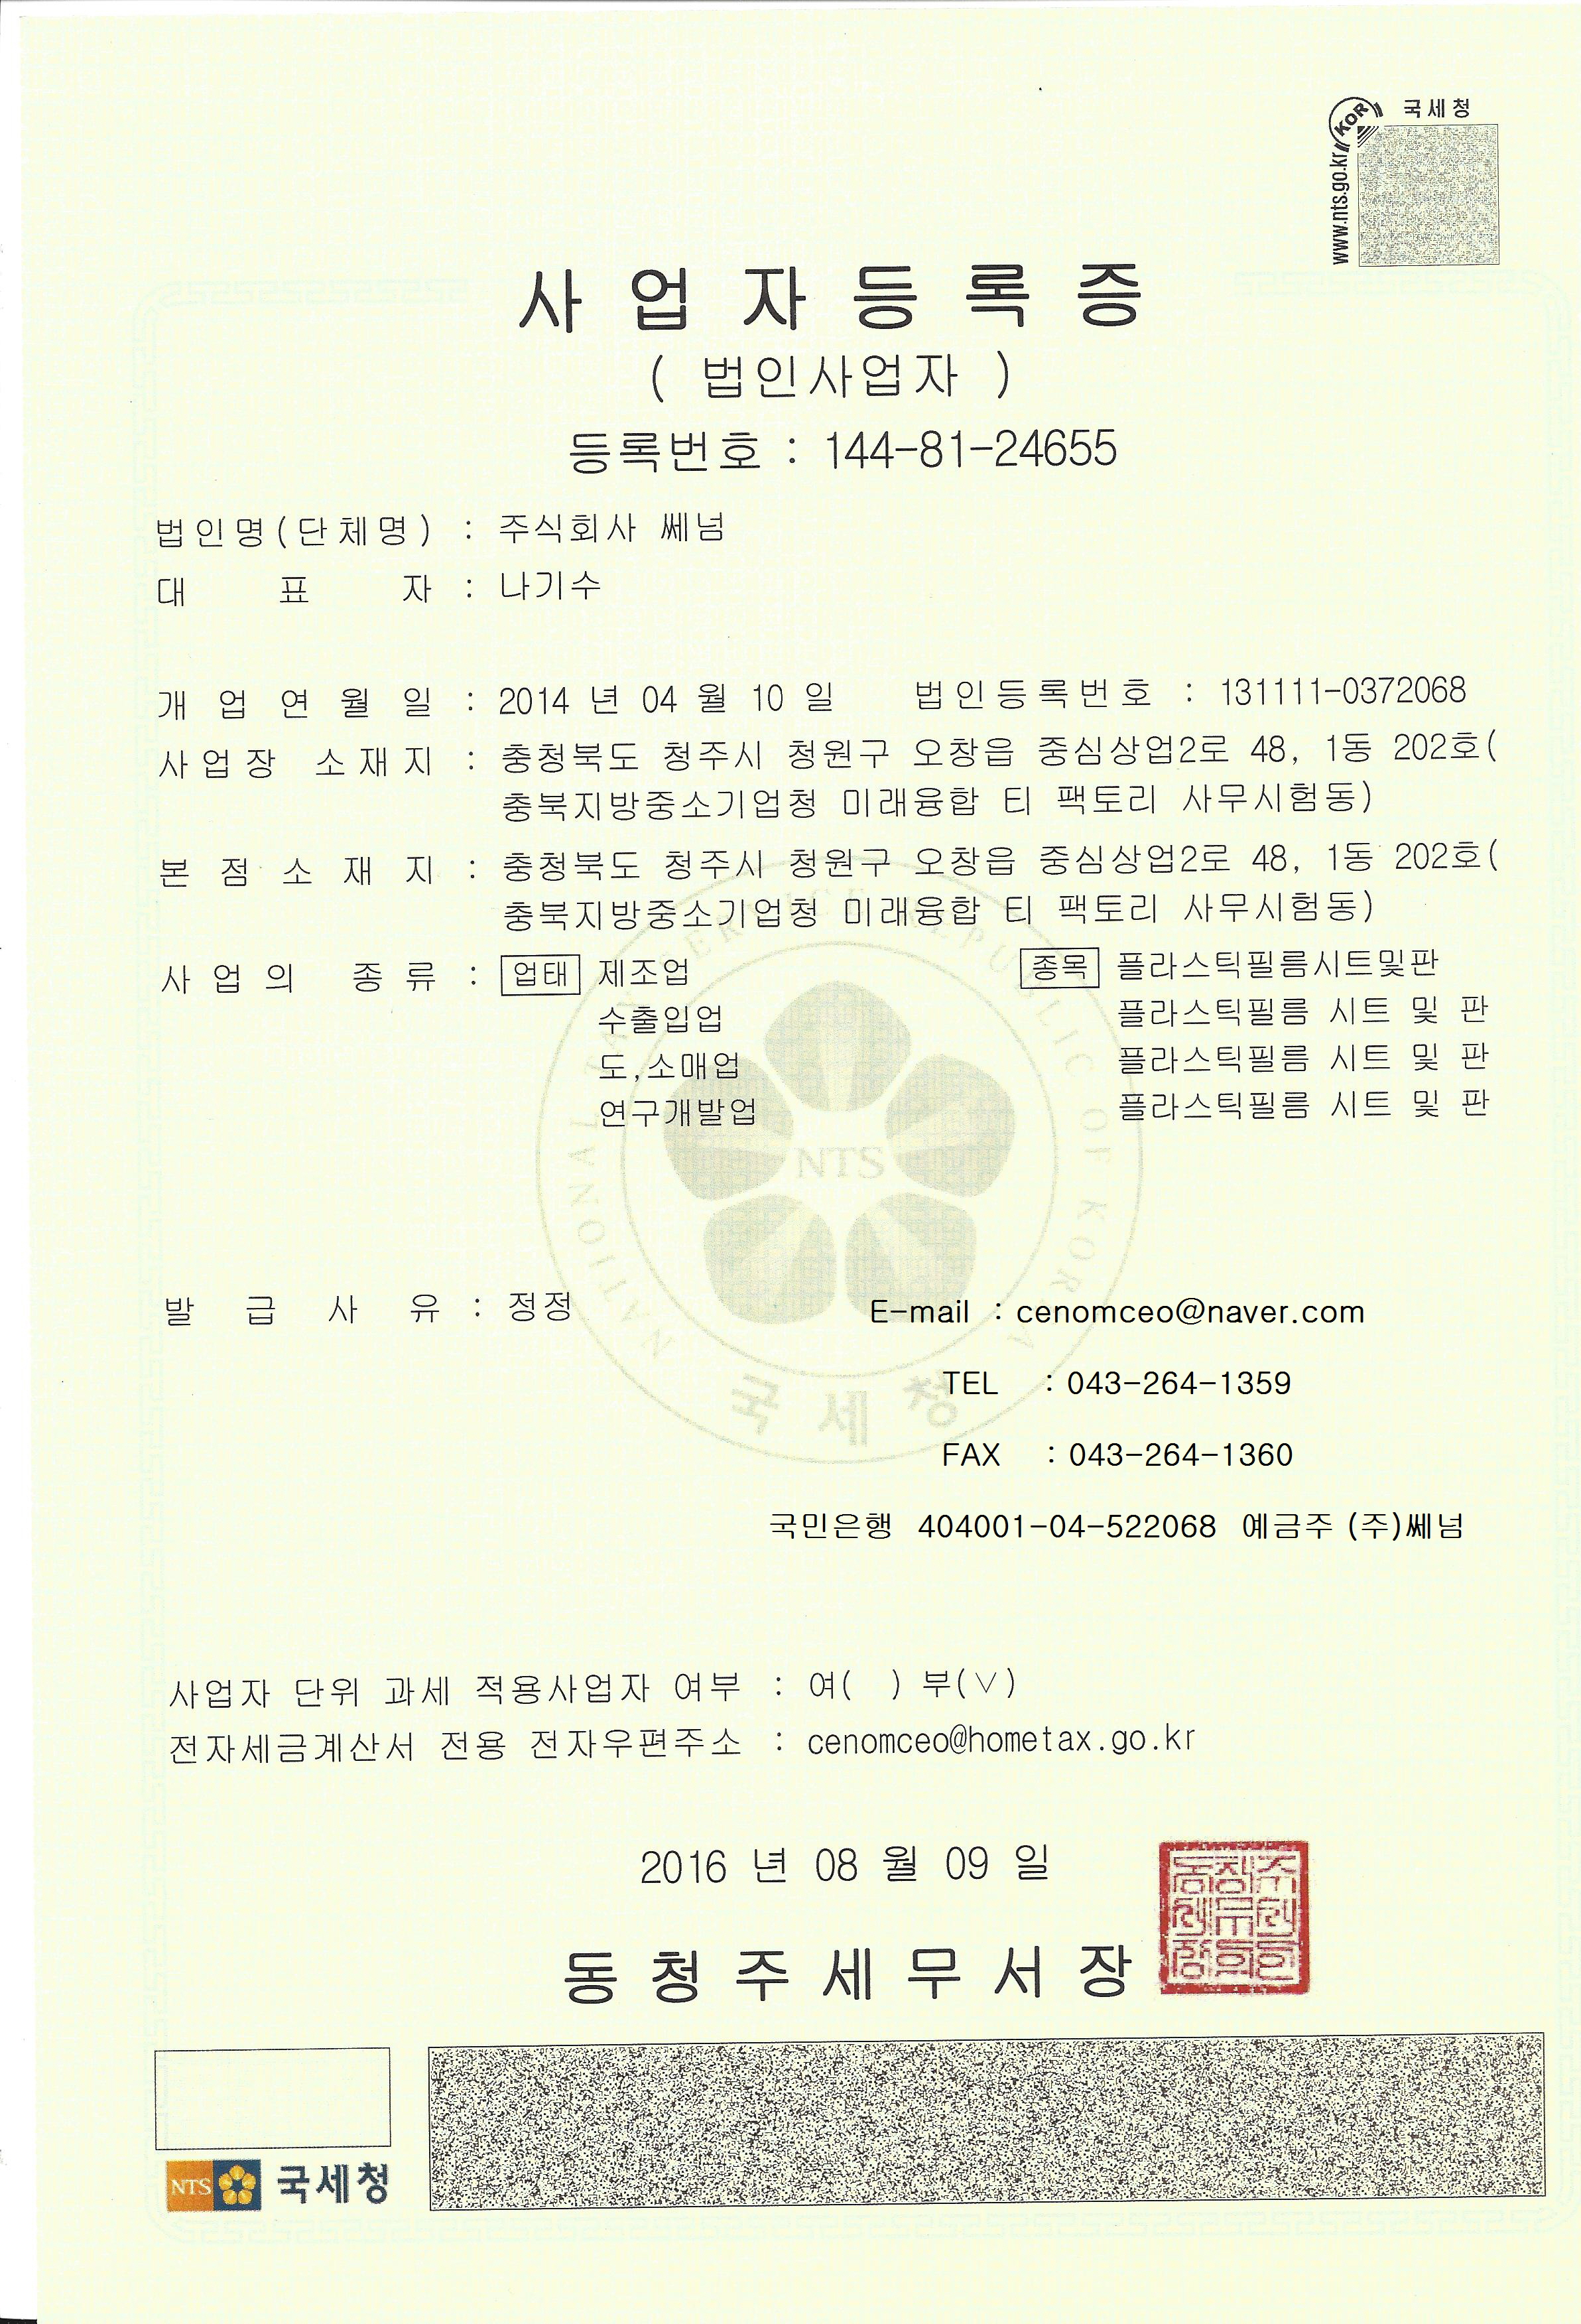 국세청
www.nts.go.kr
KOR
사업자등록증
( 법인사업자 )
등록번호 : 144-81-24655
법인명(단체명) : 주식회사 쎄넘
대 표 자 : 나기수
개 업 연 월 일 : 2014 년 04 월 10 일 법인등록번호 : 131111-0372068
사업장 소재지 : 충청북도 청주시 청원구 오창읍 중심상업2로 48, 1동 202호(
충북지방중소기업청 미래융합 티 팩토리 사무시험동)
본 점 소 재 지 : 충청북도 청주시 청원구 오창읍 중심상업2로 48, 1동 202호(
충북지방중소기업청 미래융합 티 팩토리 사무시험동)
사업의 종류 : 업태 제조업 종목 플라스틱필름시트및판
수출입업 플라스틱필름 시트 및 판
도,소매업 플라스틱필름 시트 및 판
연구개발업 플라스틱필름 시트 및 판
NATIONAL TAX SERVICE REPUBLIC OF KOREA
NTS
국세청
발 급 사 유 : 정정 E-mail : cenomceo@naver.com
TEL : 043-264-1359
FAX : 043-264-1360
국민은행 404001-04-522068 예금주 (주)쎄넘
사업자 단위 과세 적용사업자 여부 : 여( ) 부(∨)
전자세금계산서 전용 전자우편주소 : cenomceo@hometax.go.kr
2016 년 08 월 09 일
동청주세무서장
NTS 국세청